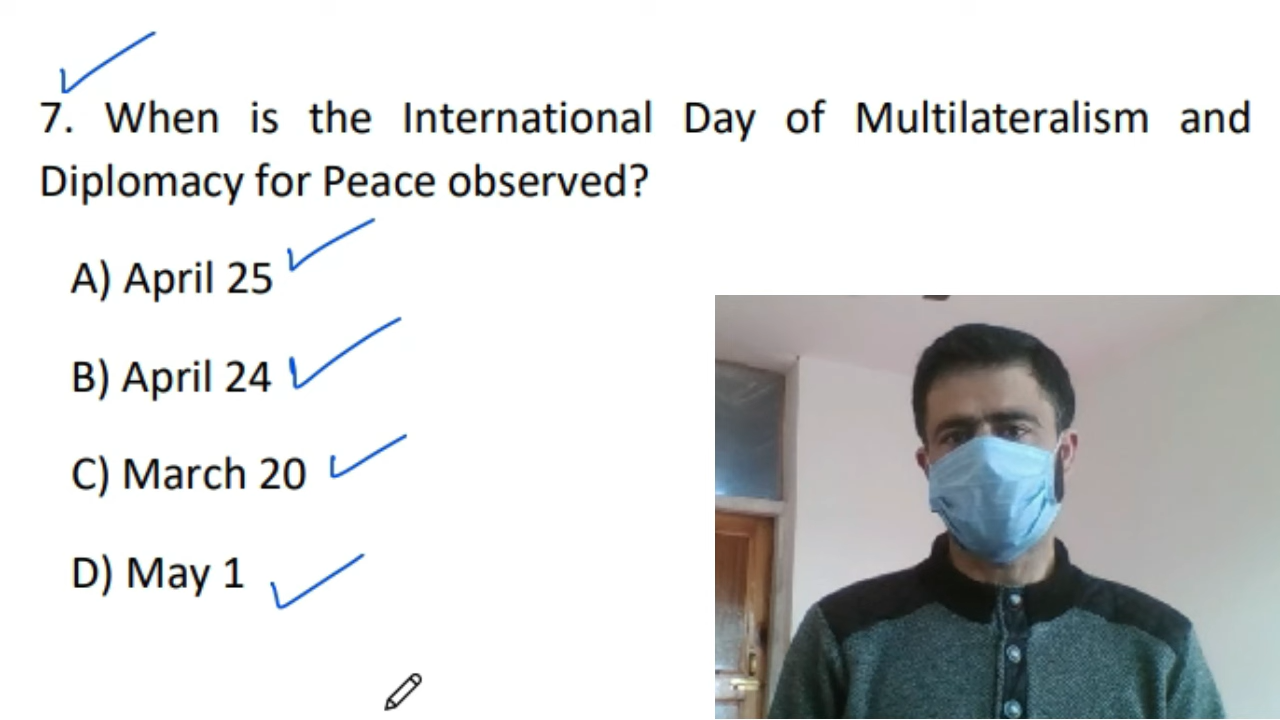 7. When is the International Day of Multilateralism and
Diplomacy for Peace observed?
A) April 25
B) April 24
C) March 20
D) May 1